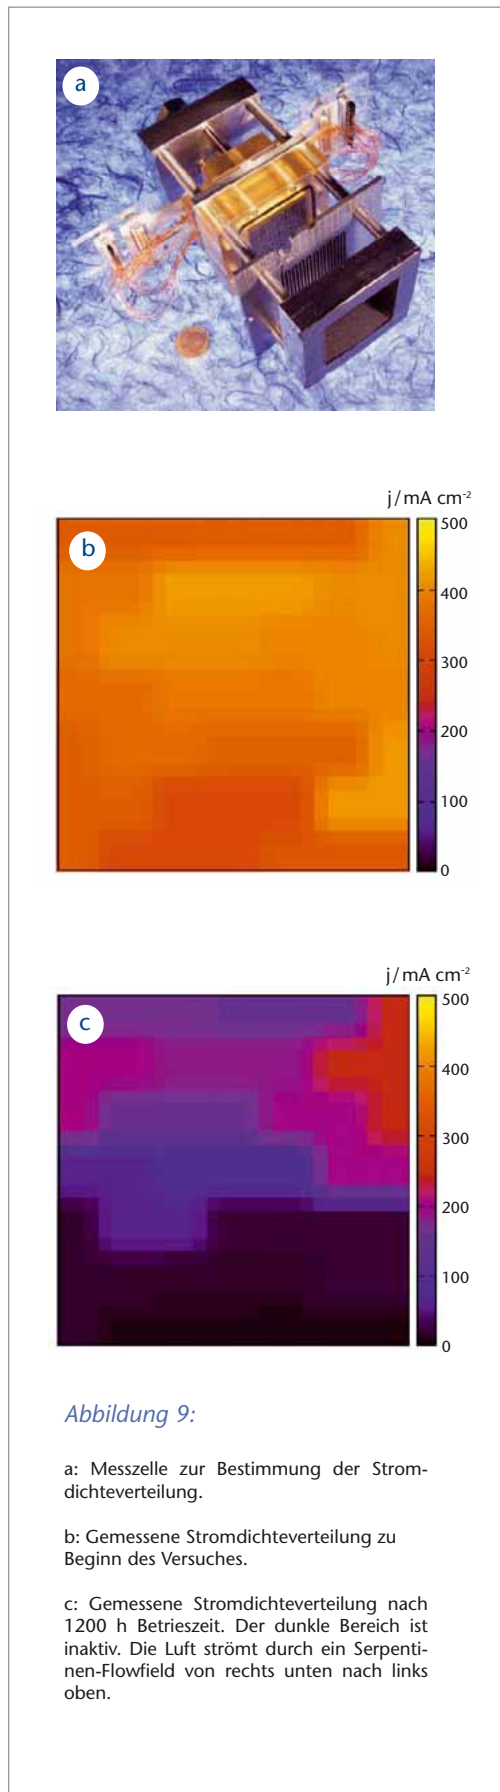 a
j/mA cm-2
b
500
400
300
200
100
0
j/mA cm-2
c
500
400
300
200
100
0
Abbildung 9:
a: Messzelle zur Bestimmung der Strom-
dichteverteilung.
b: Gemessene Stromdichteverteilung zu
Beginn des Versuches.
c: Gemessene Stromdichteverteilung nach
1200 h Betrieszeit. Der dunkle Bereich ist
inaktiv. Die Luft strömt durch ein Serpenti-
nen-Flowfield von rechts unten nach links
oben.